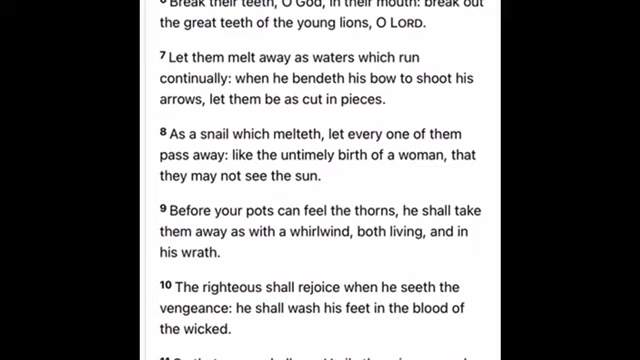 6 Break their teeth, O God, in their mouth: break out
the great teeth of the young lions, O LORD.
7 Let them melt away as waters which run
continually: when he bendeth his bow to shoot his
arrows, let them be as cut in pieces.
8 As a snail which melteth, let every one of them
pass away: like the untimely birth of a woman, that
they may not see the sun.
9 Before your pots can feel the thorns, he shall take
them away as with a whirlwind, both living, and in
his wrath.
10 The righteous shall rejoice when he seeth the
vengeance: he shall wash his feet in the blood of
the wicked.